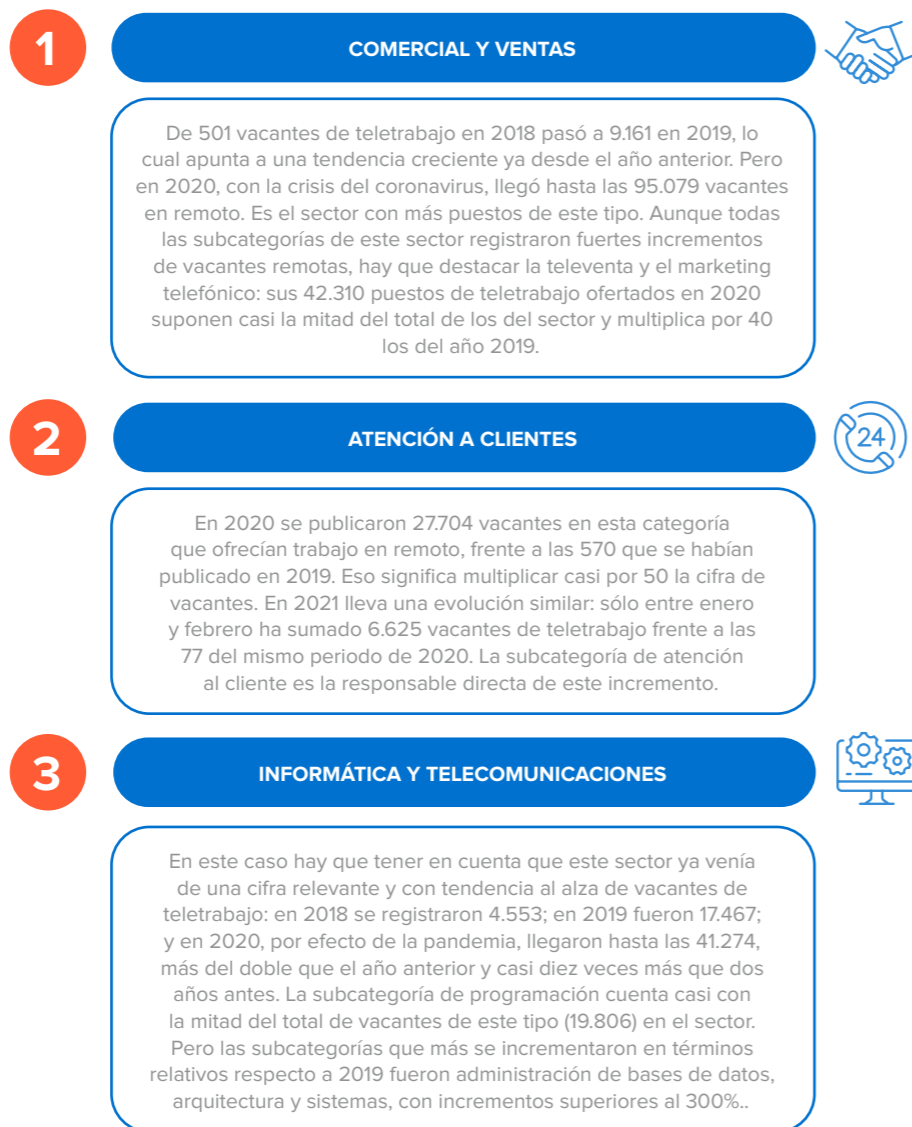 1
COMERCIAL Y VENTAS
De 501 vacantes de teletrabajo en 2018 pasó a 9.161 en 2019, lo
cual apunta a una tendencia creciente ya desde el año anterior. Pero
en 2020, con la crisis del coronavirus, llegó hasta las 95.079 vacantes
en remoto. Es el sector con más puestos de este tipo. Aunque todas
las subcategorías de este sector registraron fuertes incrementos
de vacantes remotas, hay que destacar la televenta y el marketing
telefónico: sus 42.310 puestos de teletrabajo ofertados en 2020
suponen casi la mitad del total de los del sector y multiplica por 40
los del año 2019.
2
ATENCIÓN A CLIENTES
24
En 2020 se publicaron 27.704 vacantes en esta categoría
que ofrecían trabajo en remoto, frente a las 570 que se habían
publicado en 2019. Eso significa multiplicar casi por 50 la cifra de
vacantes. En 2021 lleva una evolución similar: sólo entre enero
y febrero ha sumado 6.625 vacantes de teletrabajo frente a las
77 del mismo periodo de 2020. La subcategoría de atención
al cliente es la responsable directa de este incremento.
3
INFORMÁTICA Y TELECOMUNICACIONES
En este caso hay que tener en cuenta que este sector ya venía
de una cifra relevante y con tendencia al alza de vacantes de
teletrabajo: en 2018 se registraron 4.553; en 2019 fueron 17.467;
y en 2020, por efecto de la pandemia, llegaron hasta las 41.274,
más del doble que el año anterior y casi diez veces más que dos
años antes. La subcategoría de programación cuenta casi con
la mitad del total de vacantes de este tipo (19.806) en el sector.
Pero las subcategorías que más se incrementaron en términos
relativos respecto a 2019 fueron administración de bases de datos,
arquitectura y sistemas, con incrementos superiores al 300%..